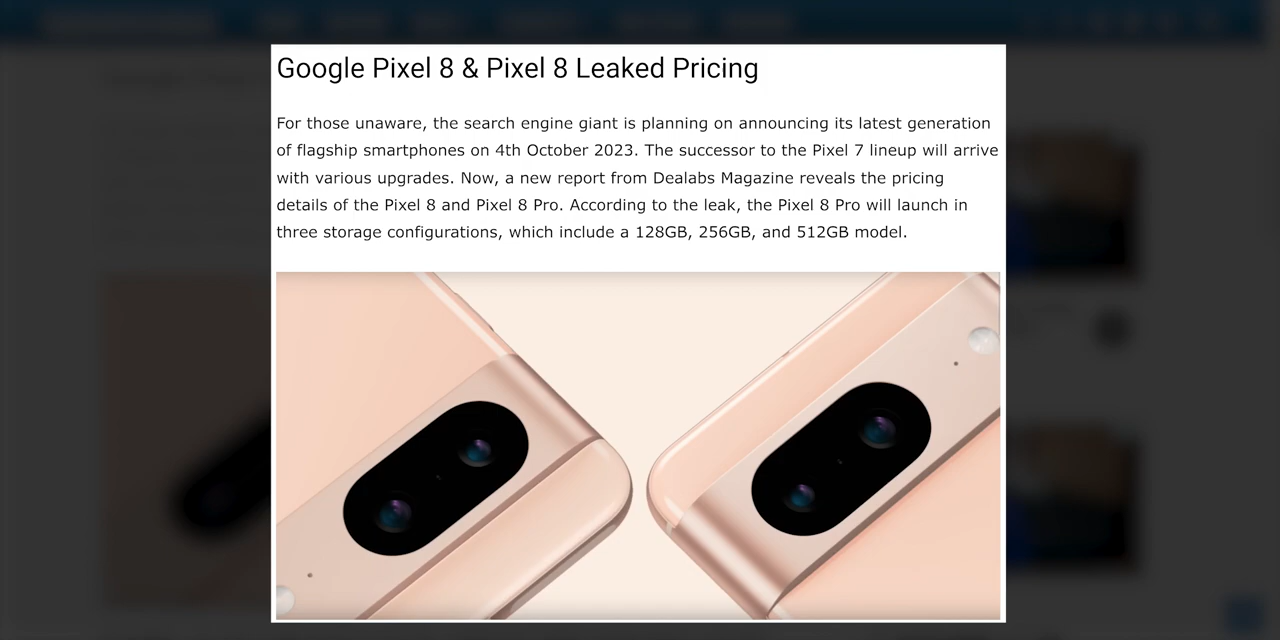 Google Pixel 8 & Pixel 8 Leaked Pricing
For those unaware, the search engine giant is planning on announcing its latest generation
of flagship smartphones on 4th October 2023. The successor to the Pixel 7 lineup will arrive
with various upgrades. Now, a new report from Dealabs Magazine reveals the pricing
details of the Pixel 8 and Pixel 8 Pro. According to the leak, the Pixel 8 Pro will launch in
three storage configurations, which include a 128GB, 256GB, and 512GB model.